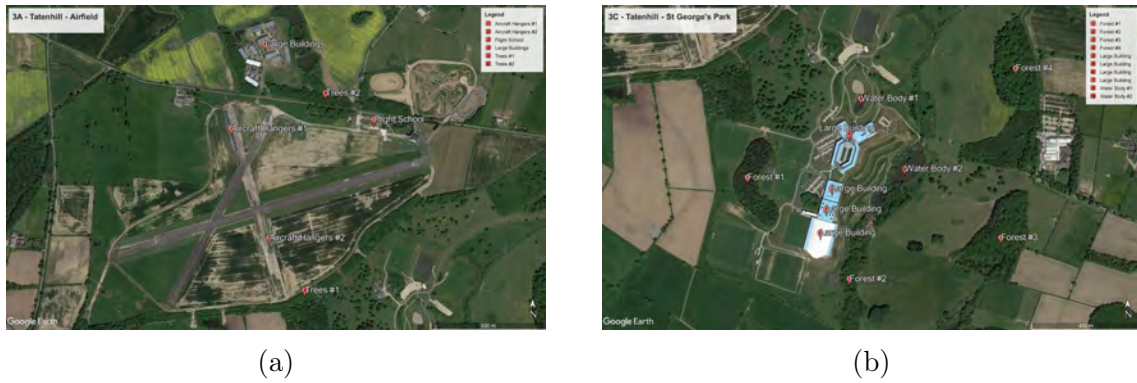 3A - Tatenhill - Airfield
Legend
Aircraft Hangers #1
Aircraft Hangers #2
Flight School
Large Buildings
Trees #1
Trees #2
Large Buildings
Trees #2
Flight School
Aircraft Hangers #1
Aircraft Hangers #2
Trees #1
Google Earth
N
600 m
(a)
3C - Tatenhill - St George's Park
Legend
Forest #1
Forest #2
Forest #3
Forest #4
Large Building
Large Building
Large Building
Large Building
Water Body #1
Water Body #2
Forest #4
Water Body #1
Large Building
Water Body #2
Forest #1
Large Building
Large Building
Large Building
Forest #3
Forest #2
Google Earth
N
400 m
(b)